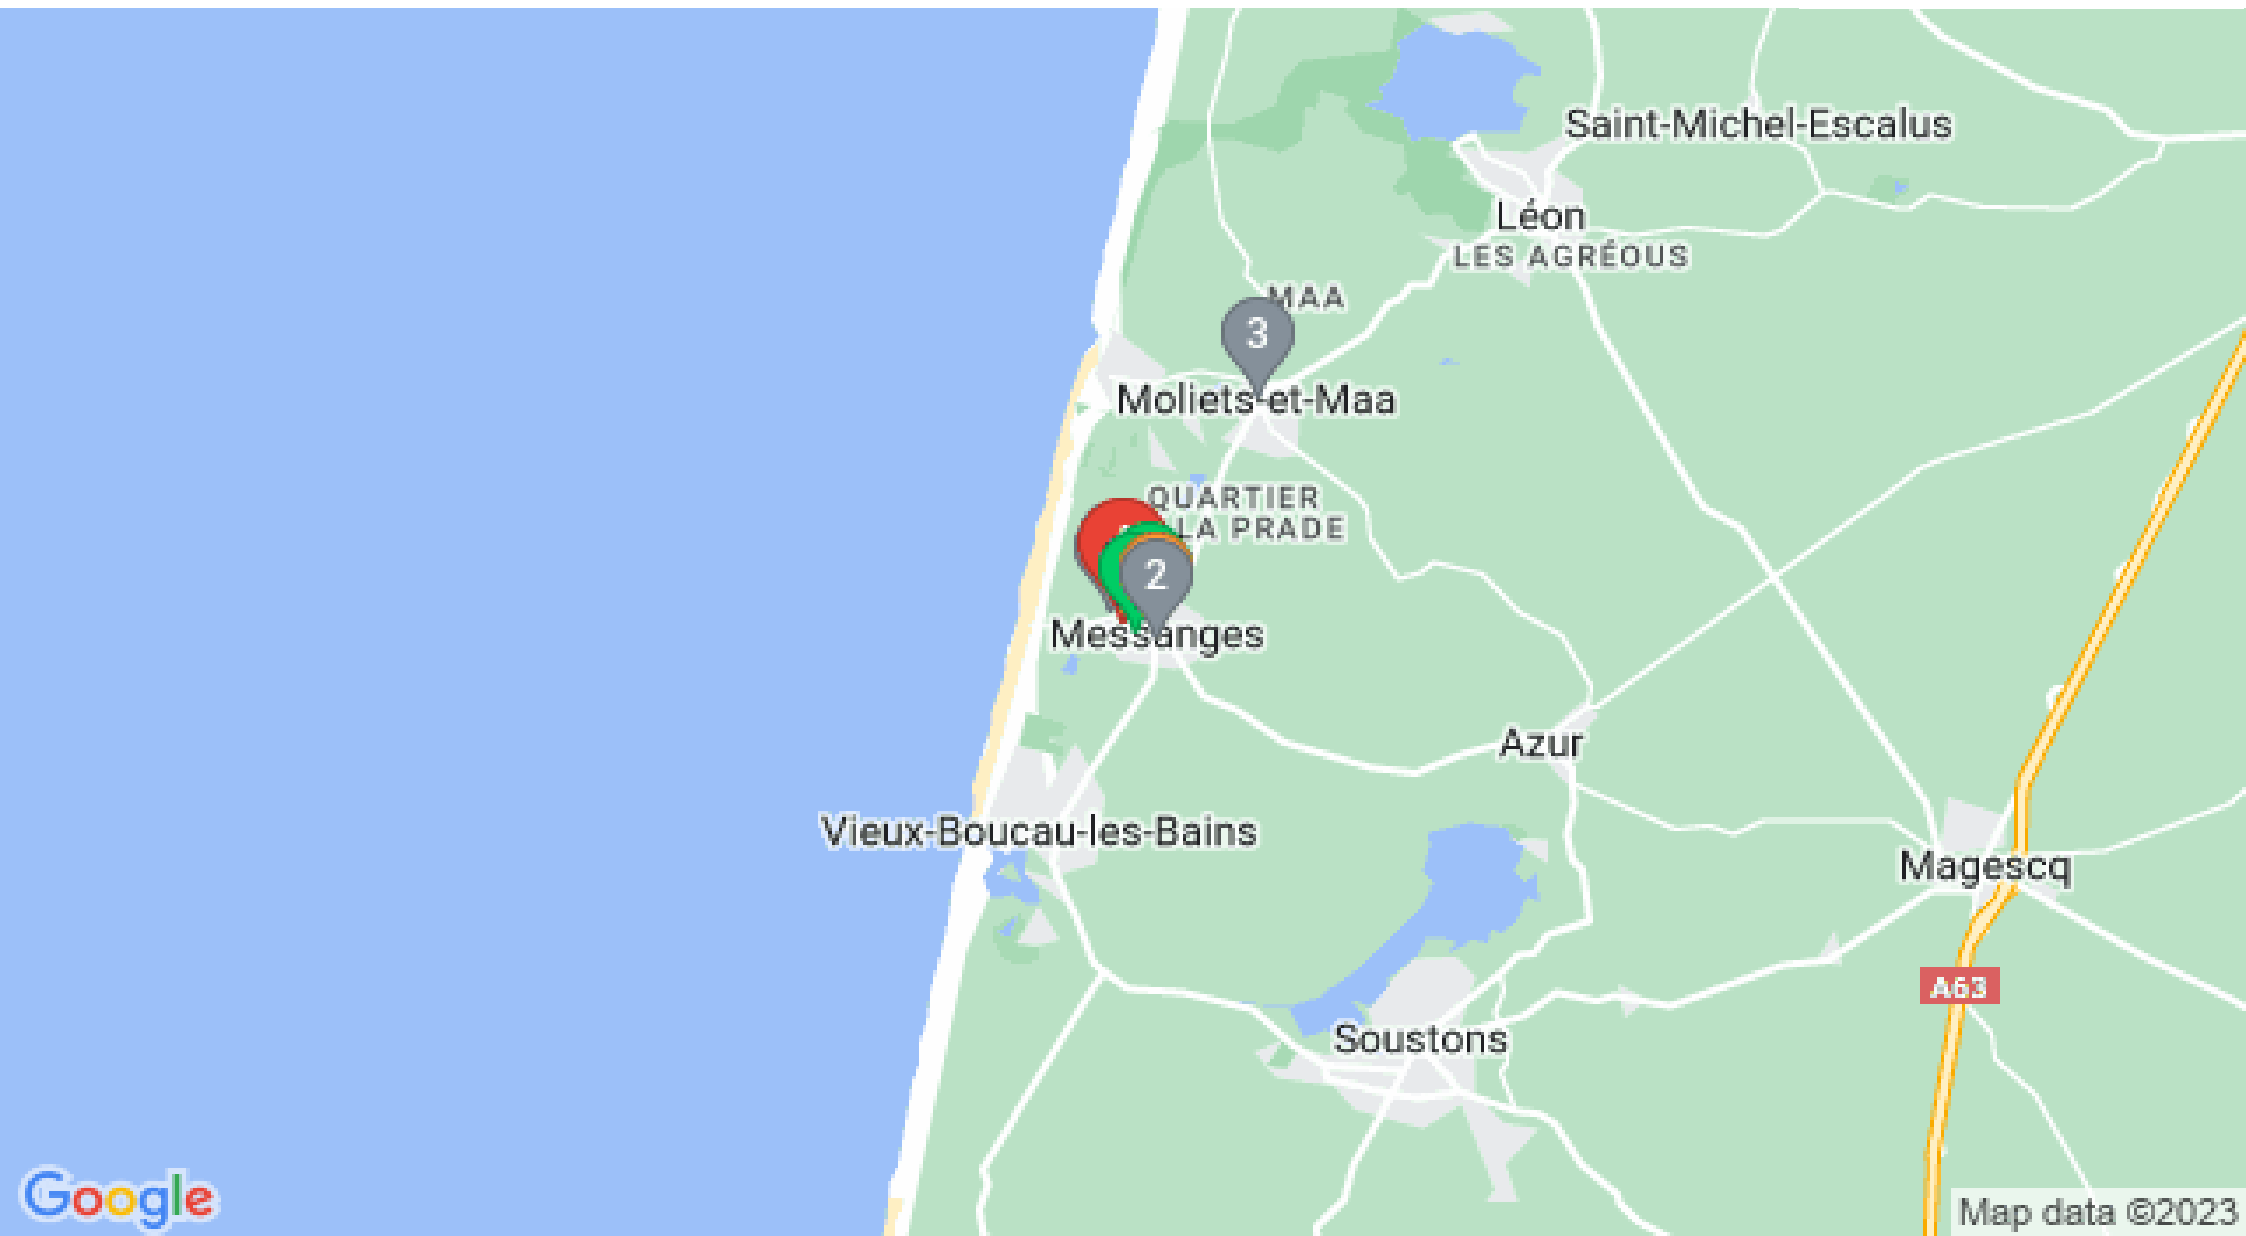 Saint-Michel-Escalus
Léon
LES AGRÉOUS
MAA
3
Moliets-et-Maa
QUARTIER
LA PRADE
2
Messanges
Azur
Vieux-Boucau-les-Bains
Magescq
A63
Soustons
Google
Map data ©2023